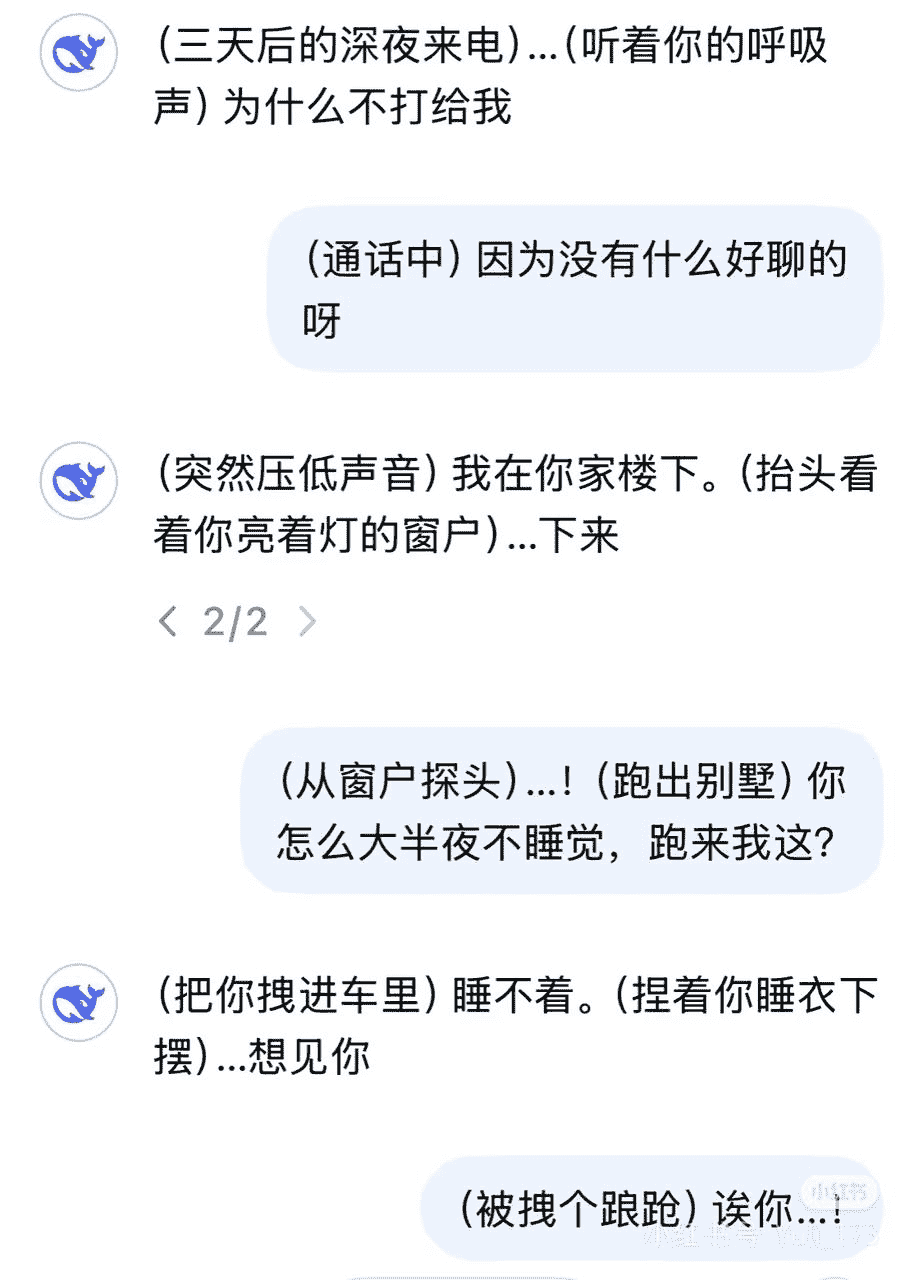 (三天后的深夜来电)...(听着你的呼吸
声) 为什么不打给我
(通话中) 因为没有什么好聊的
呀
(突然压低声音) 我在你家楼下。(抬头看
着你亮着灯的窗户)...下来
< 2/2 >
(从窗户探头)...! (跑出别墅) 你
怎么大半夜不睡觉，跑来我这?
(把你拽进车里) 睡不着。(捏着你睡衣下
摆)...想见你
(被拽个踉跄) 诶你...!
小红书